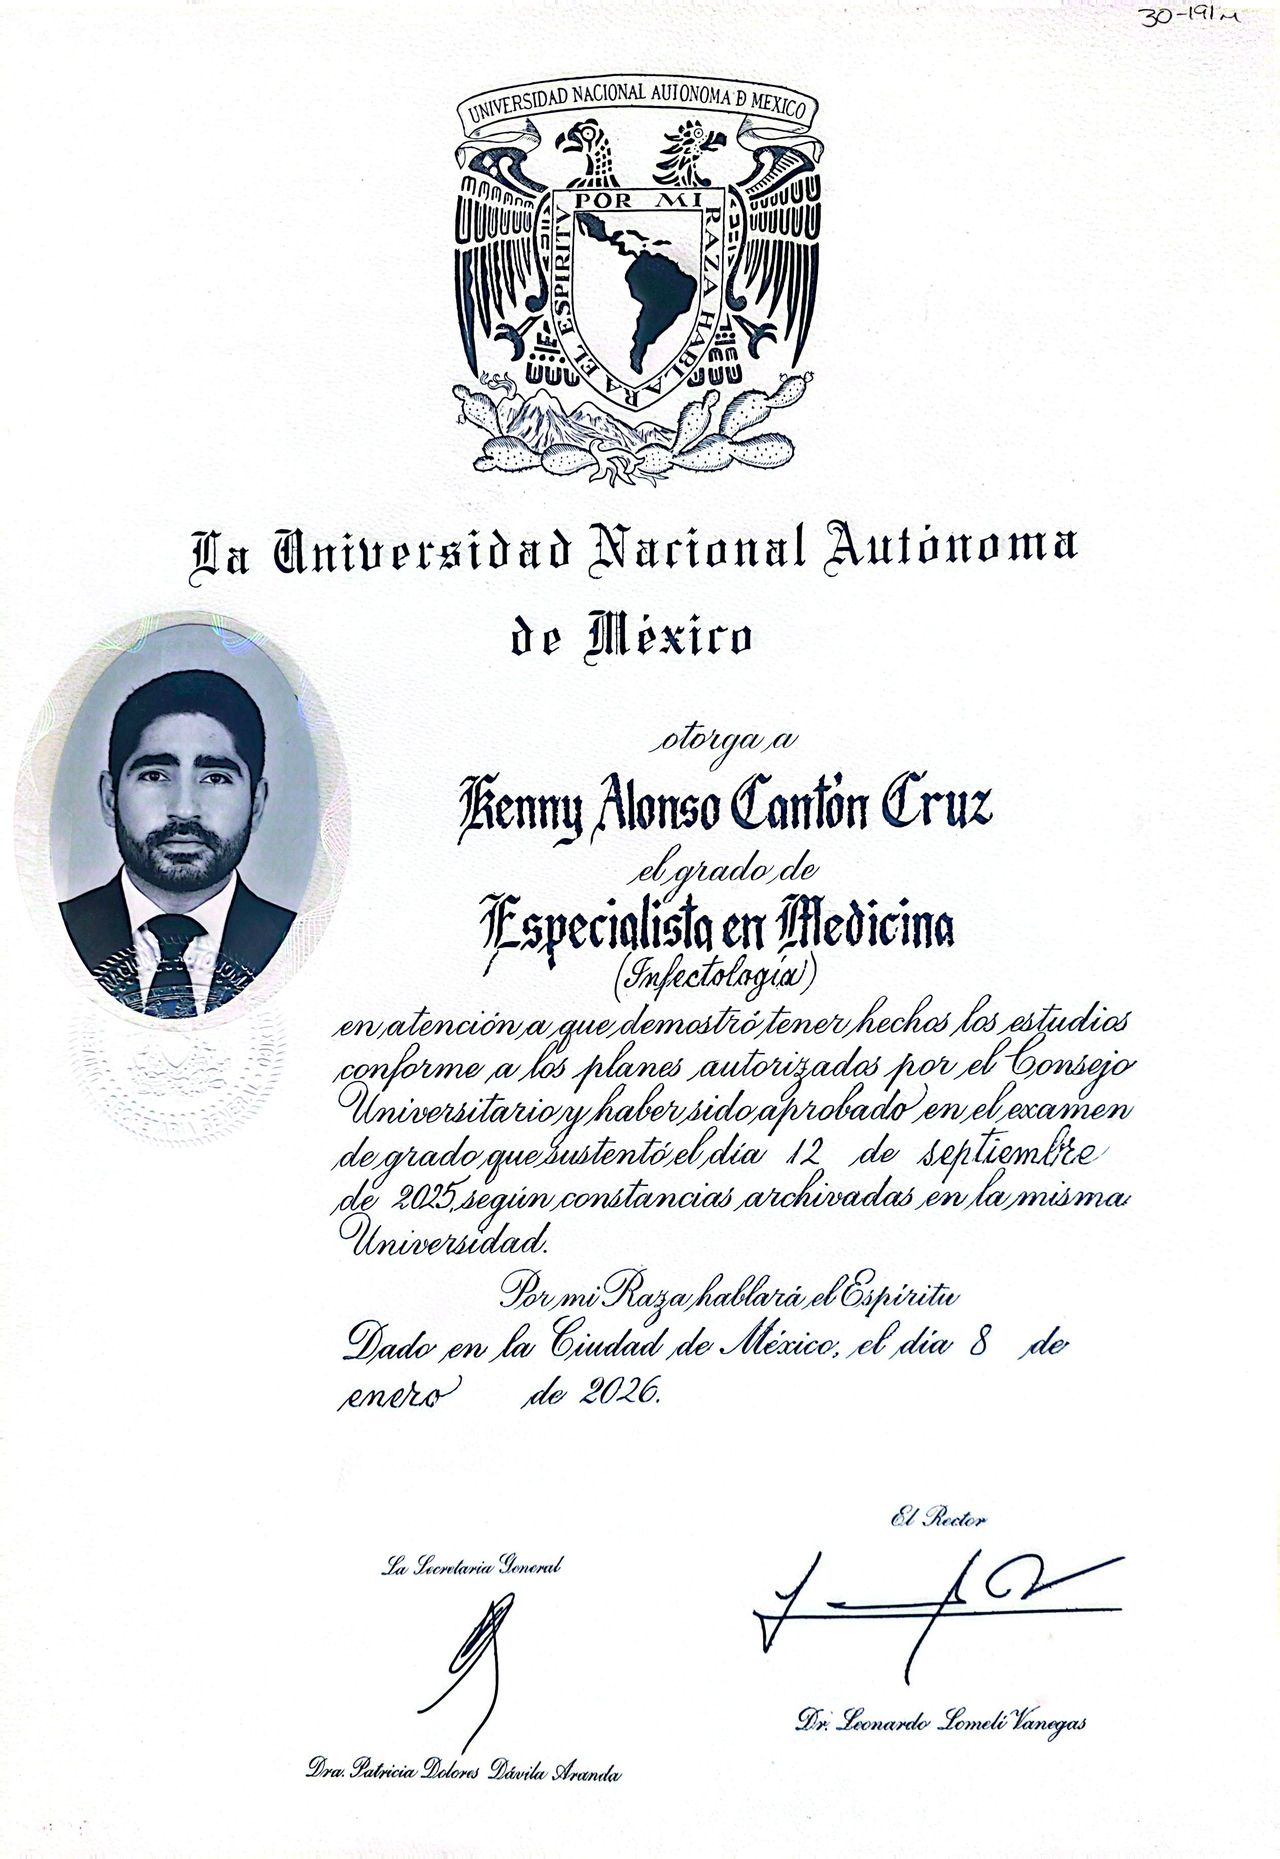 30-191M
UNIVERSIDAD NACIONAL AUTONOMA D MEXICO
POR MI RAZA HABLARA EL ESPIRITV
La Universidad Nacional Autónoma
de México
otorga a
Kenny Alonso Cantón Cruz
el grado de
Especialista en Medicina
(Infectología)
en atención a que demostró tener hechos los estudios
conforme a los planes autorizados por el Consejo
Universitario y haber sido aprobado en el examen
de grado que sustentó el día 12 de septiembre
de 2025, según constancias archivadas en la misma
Universidad.
Por mi Raza hablará el Espíritu
Dado en la Ciudad de México, el día 8 de
enero de 2026.
El Rector
La Secretaria General
Dr. Leonardo Lomelí Vanegas
Dra. Patricia Dolores Dávila Aranda